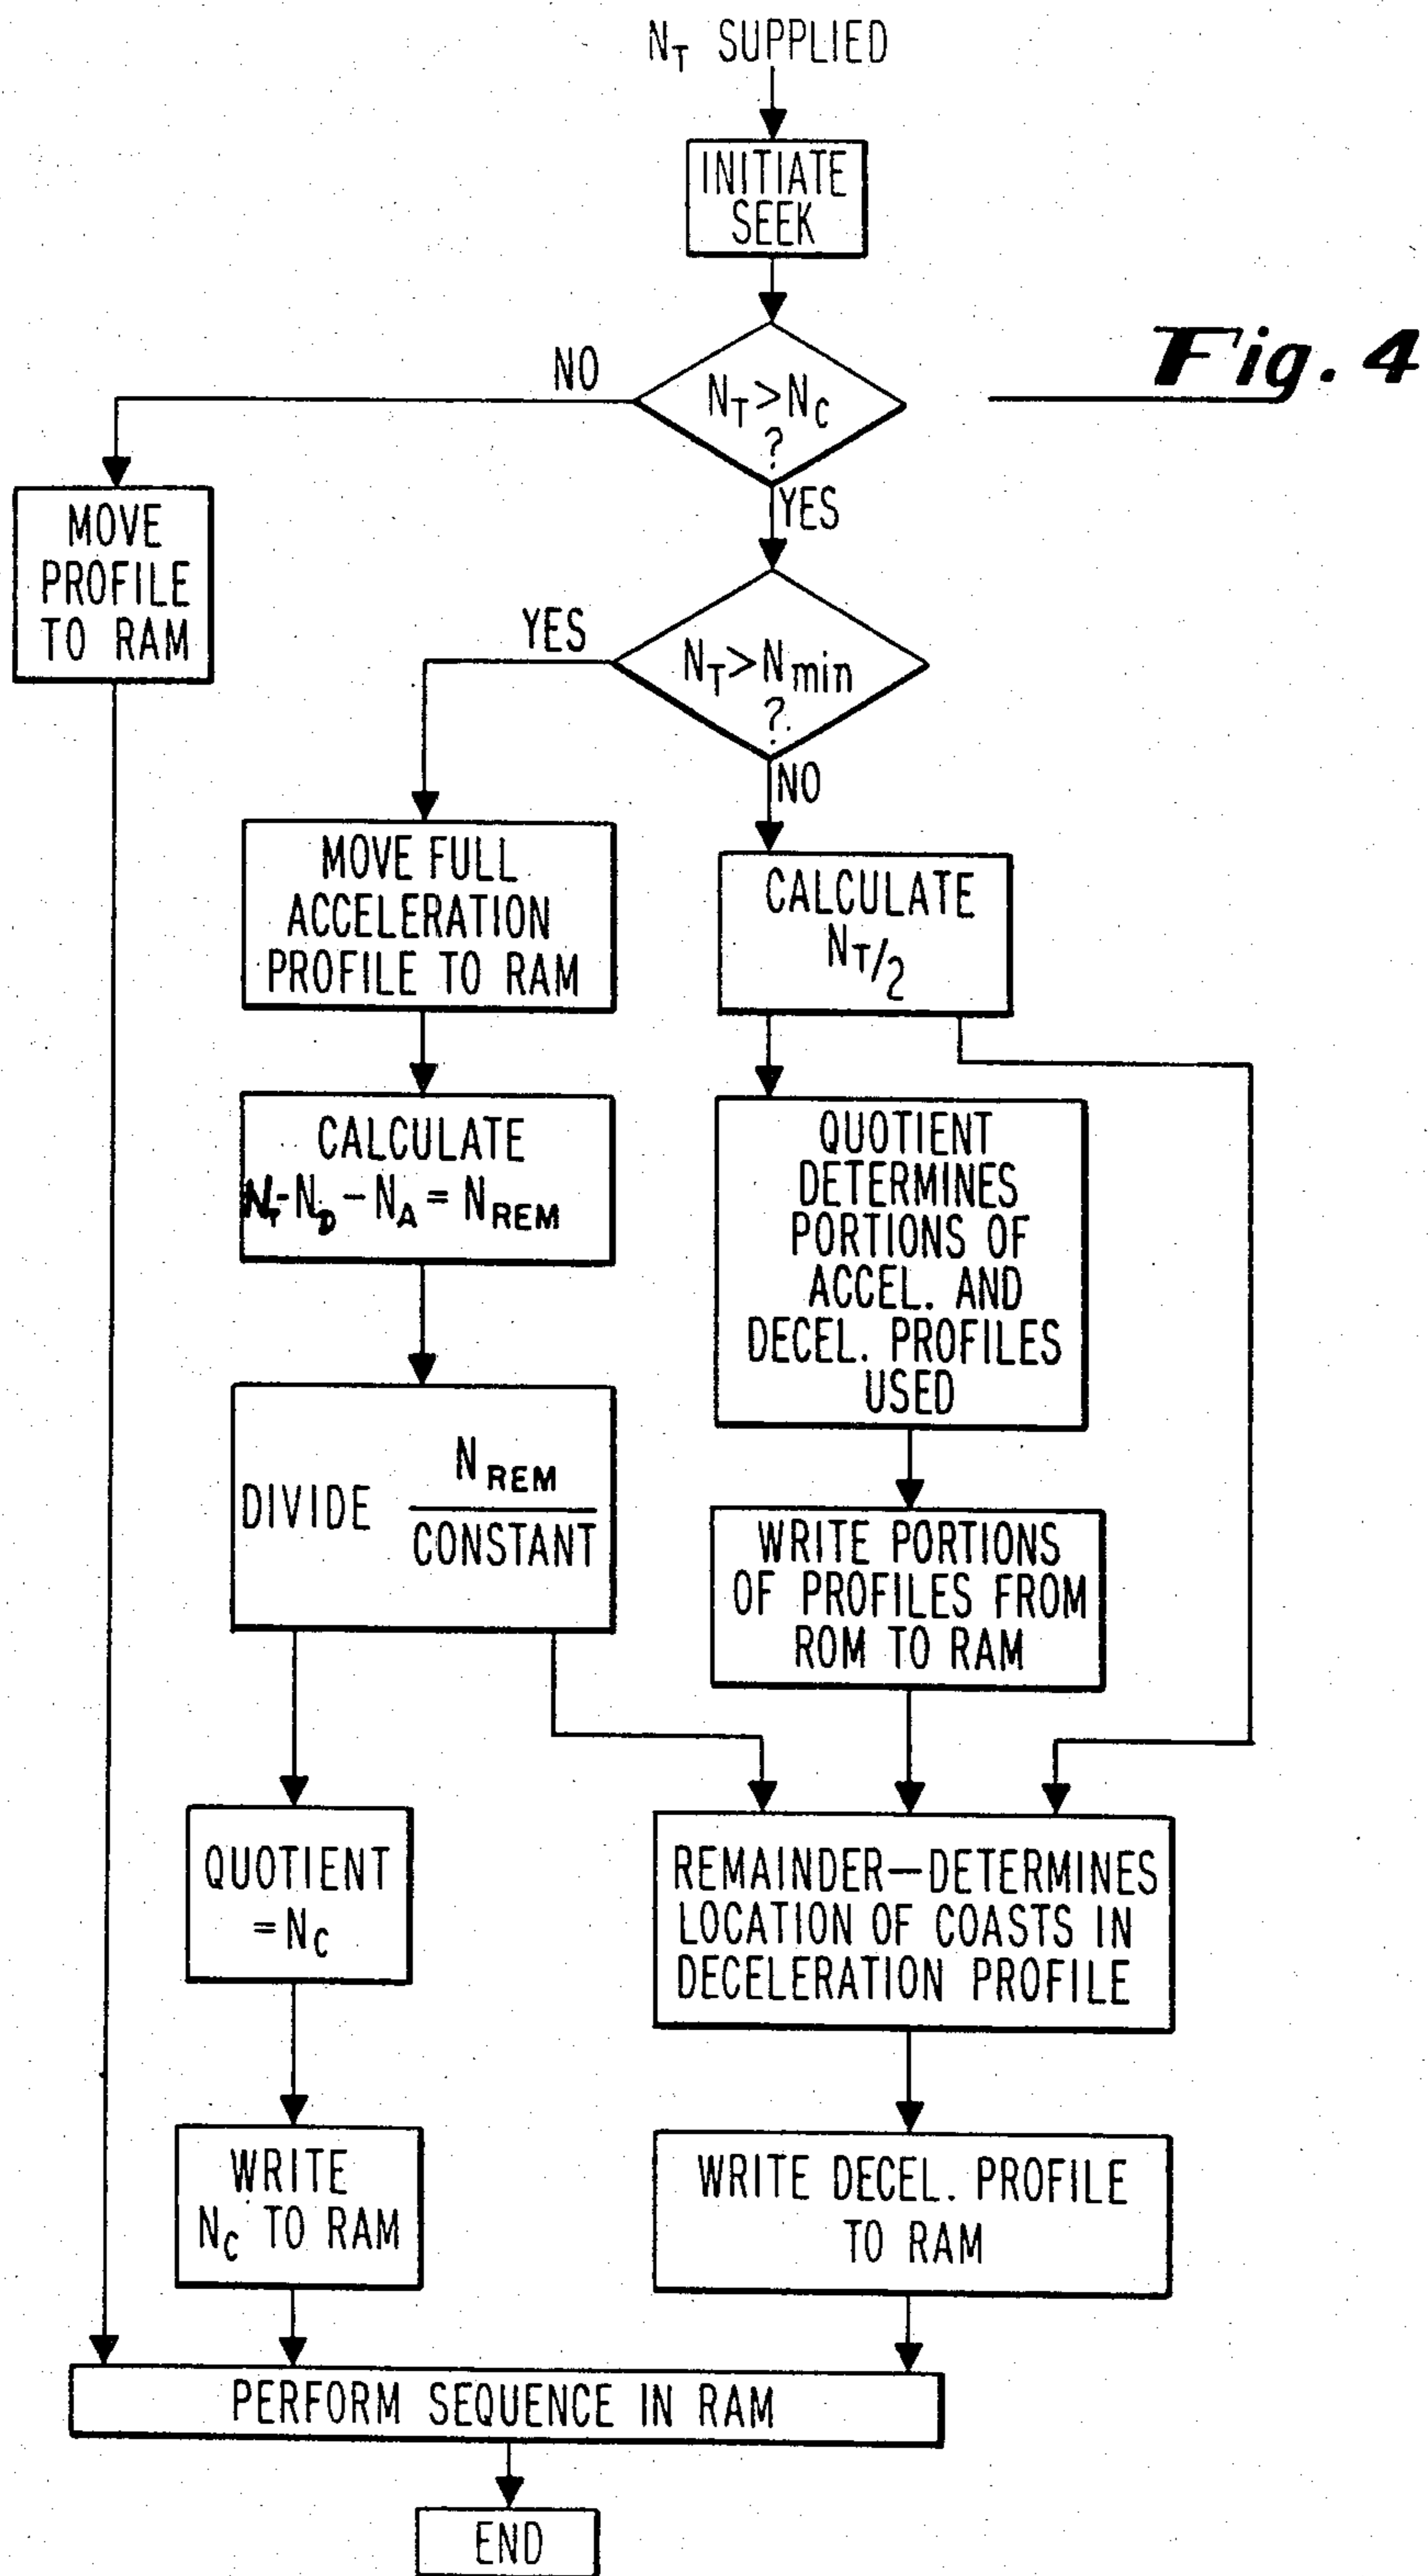 N_T SUPPLIED
INITIATE
SEEK
Fig. 4
NO
N_T > N_C
?
YES
MOVE
PROFILE
TO RAM
YES
N_T > N_min
?
NO
MOVE FULL
ACCELERATION
PROFILE TO RAM
CALCULATE
N_T/2
CALCULATE
N_T - N_D - N_A = N_REM
QUOTIENT
DETERMINES
PORTIONS OF
ACCEL. AND
DECEL. PROFILES
USED
DIVIDE N_REM
CONSTANT
WRITE PORTIONS
OF PROFILES FROM
ROM TO RAM
QUOTIENT
= N_C
REMAINDER—DETERMINES
LOCATION OF COASTS IN
DECELERATION PROFILE
WRITE
N_C TO RAM
WRITE DECEL. PROFILE
TO RAM
PERFORM SEQUENCE IN RAM
END